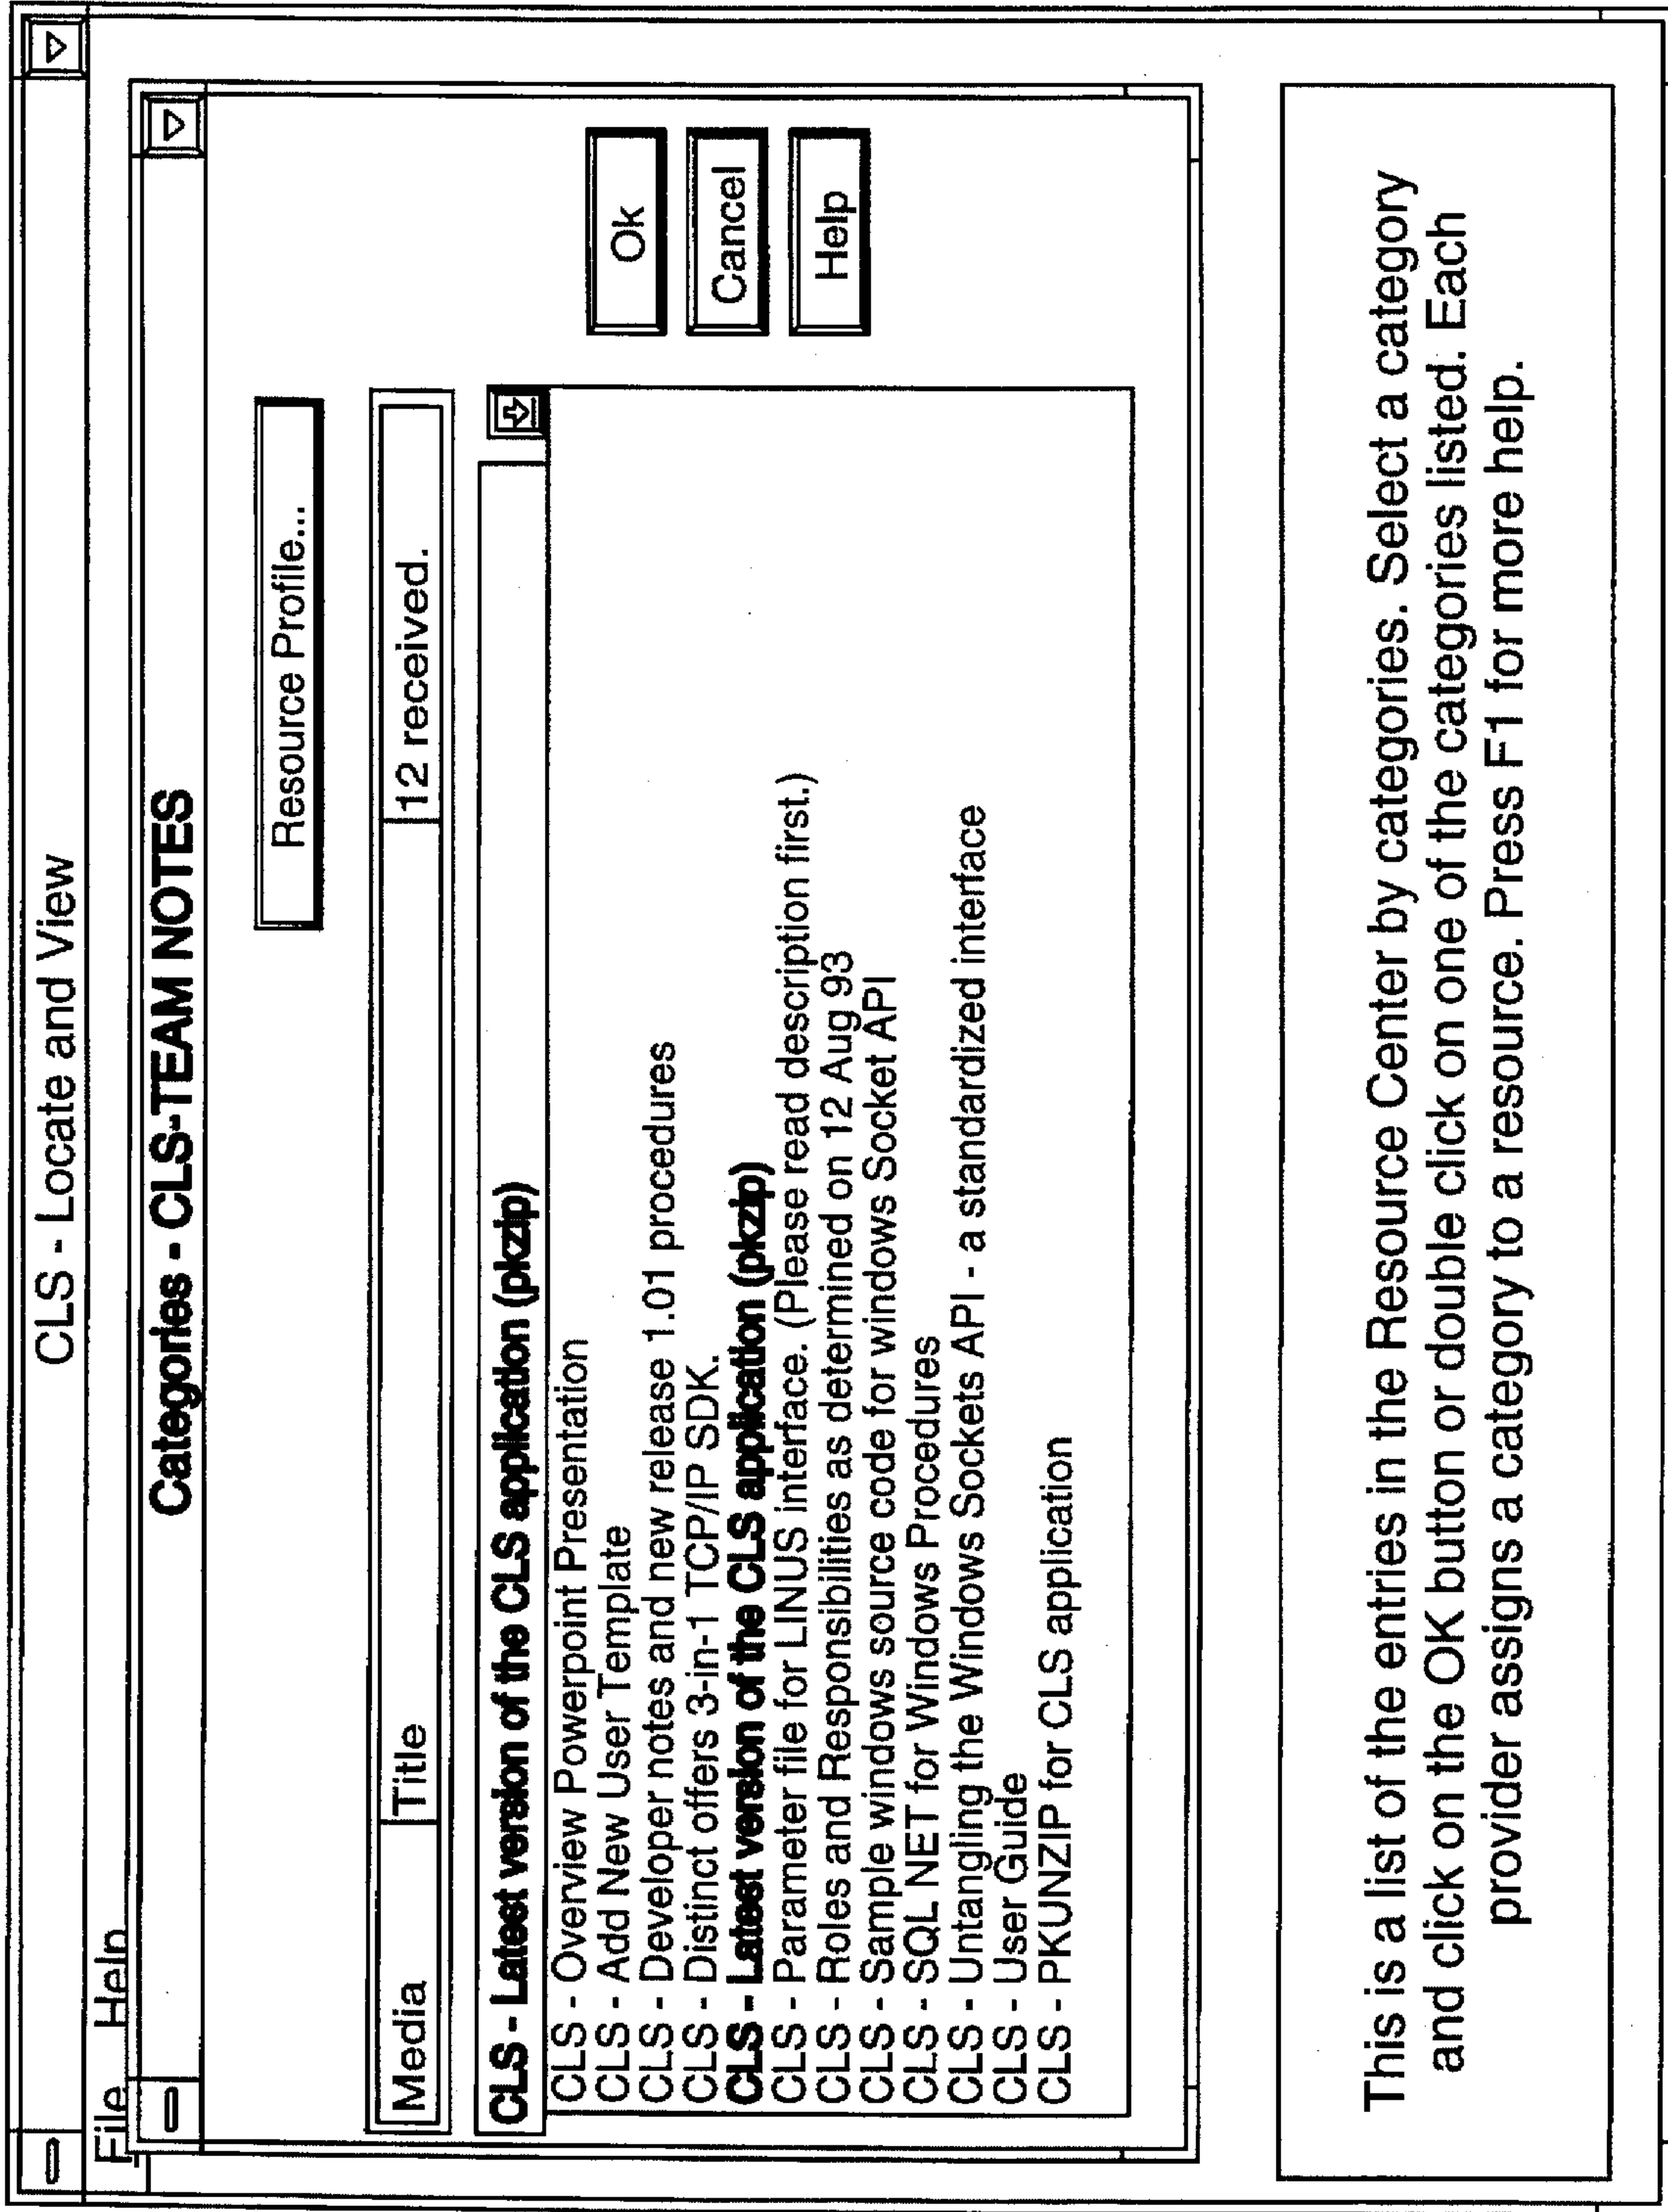 CLS - Locate and View
File Help
Categories - CLS-TEAM NOTES
Resource Profile...
Media Title 12 received.
CLS - Latest version of the CLS application (pkzip)
CLS - Overview Powerpoint Presentation
CLS - Add New User Template
CLS - Developer notes and new release 1.01 procedures
CLS - Distinct offers 3-in-1 TCP/IP SDK.
CLS - Latest version of the CLS application (pkzip)
CLS - Parameter file for LINUS interface. (Please read description first.)
CLS - Roles and Responsibilities as determined on 12 Aug 93
CLS - Sample windows source code for windows Socket API
CLS - SQL NET for Windows Procedures
CLS - Untangling the Windows Sockets API - a standardized interface
CLS - User Guide
CLS - PKUNZIP for CLS application
Ok
Cancel
Help
This is a list of the entries in the Resource Center by categories. Select a category
and click on the OK button or double click on one of the categories listed. Each
provider assigns a category to a resource. Press F1 for more help.